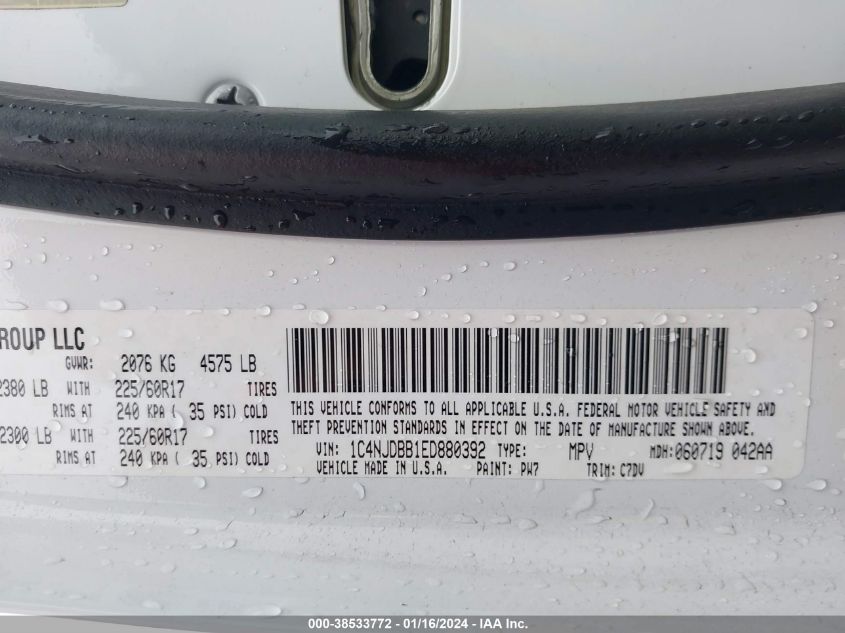 ROUP LLC
GVWR: 2076 KG 4575 LB
2380 LB WITH 225/60R17 TIRES
RIMS AT 240 KPA ( 35 PSI) COLD
2300 LB WITH 225/60R17 TIRES
RIMS AT 240 KPA ( 35 PSI) COLD
THIS VEHICLE CONFORMS TO ALL APPLICABLE U.S.A. FEDERAL MOTOR VEHICLE SAFETY AND
THEFT PREVENTION STANDARDS IN EFFECT ON THE DATE OF MANUFACTURE SHOWN ABOVE.
VIN: 1C4NJDBB1ED880392 TYPE: MPV MDH:060719 042AA
VEHICLE MADE IN U.S.A. PAINT: PW7 TRIM: C7DV
000-38533772 - 01/16/2024 - IAA Inc.